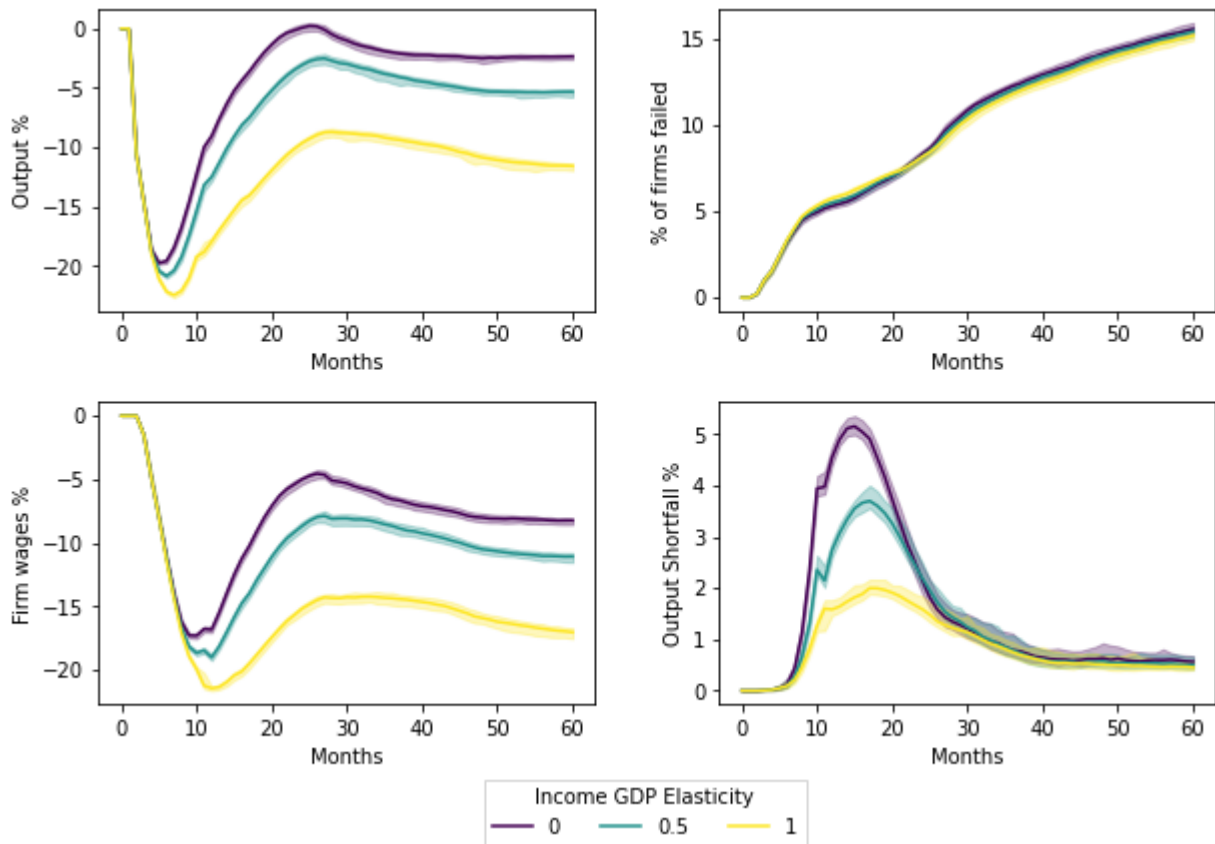 Output %
0
−5
−10
−15
−20
0 10 20 30 40 50 60
Months
% of firms failed
15
10
5
0
0 10 20 30 40 50 60
Months
Firm wages %
0
−5
−10
−15
−20
0 10 20 30 40 50 60
Months
Output Shortfall %
5
4
3
2
1
0
0 10 20 30 40 50 60
Months
Income GDP Elasticity
0 0.5 1